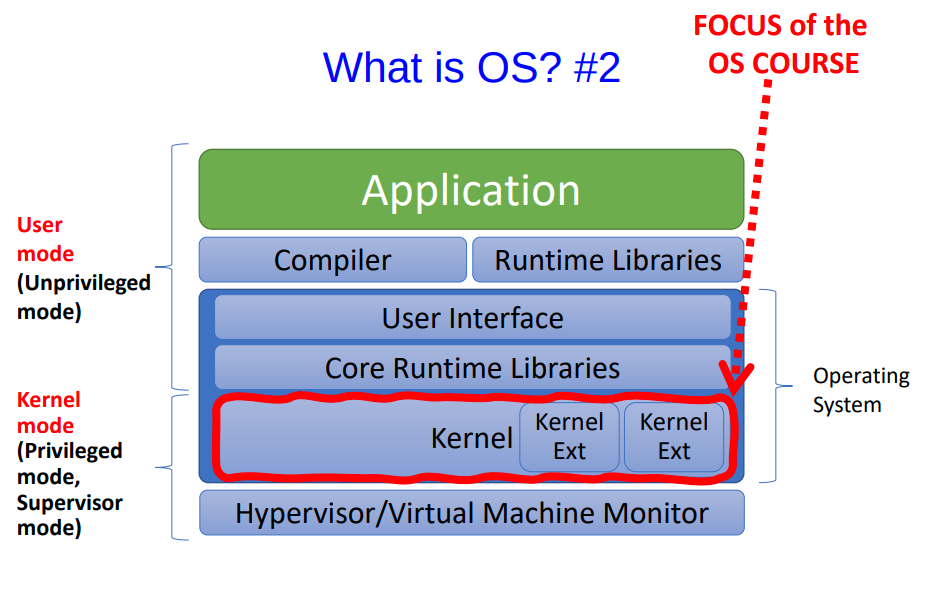 FOCUS of the
OS COURSE
What is OS? #2
Application
Compiler
Runtime Libraries
User
mode
(Unprivileged
mode)
User Interface
Core Runtime Libraries
Operating
System
Kernel
mode
(Privileged
mode,
Supervisor
mode)
Kernel
Kernel
Ext
Kernel
Ext
Hypervisor/Virtual Machine Monitor